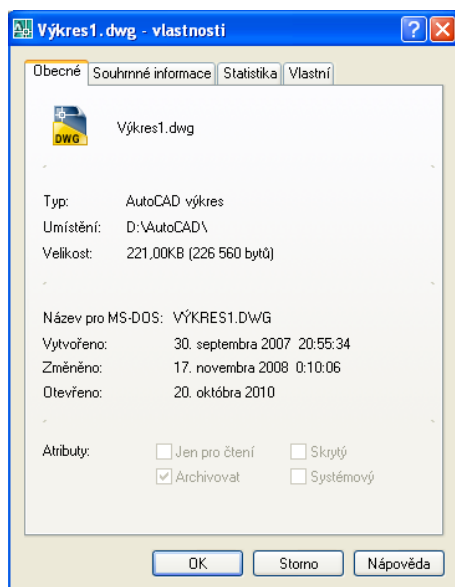 Výkres1.dwg - vlastnosti
Obecné Souhrnné informace Statistika Vlastní
DWG
Výkres1.dwg
Typ: AutoCAD výkres
Umístění: D:\AutoCAD\
Velikost: 221,00KB (226 560 bytů)
Název pro MS-DOS: VÝKRES1.DWG
Vytvořeno: 30. septembra 2007 20:55:34
Změněno: 17. novembra 2008 0:10:06
Otevřeno: 20. októbra 2010
Atributy: Jen pro čtení Skrytý
Archivovat Systémový
OK Storno Nápověda